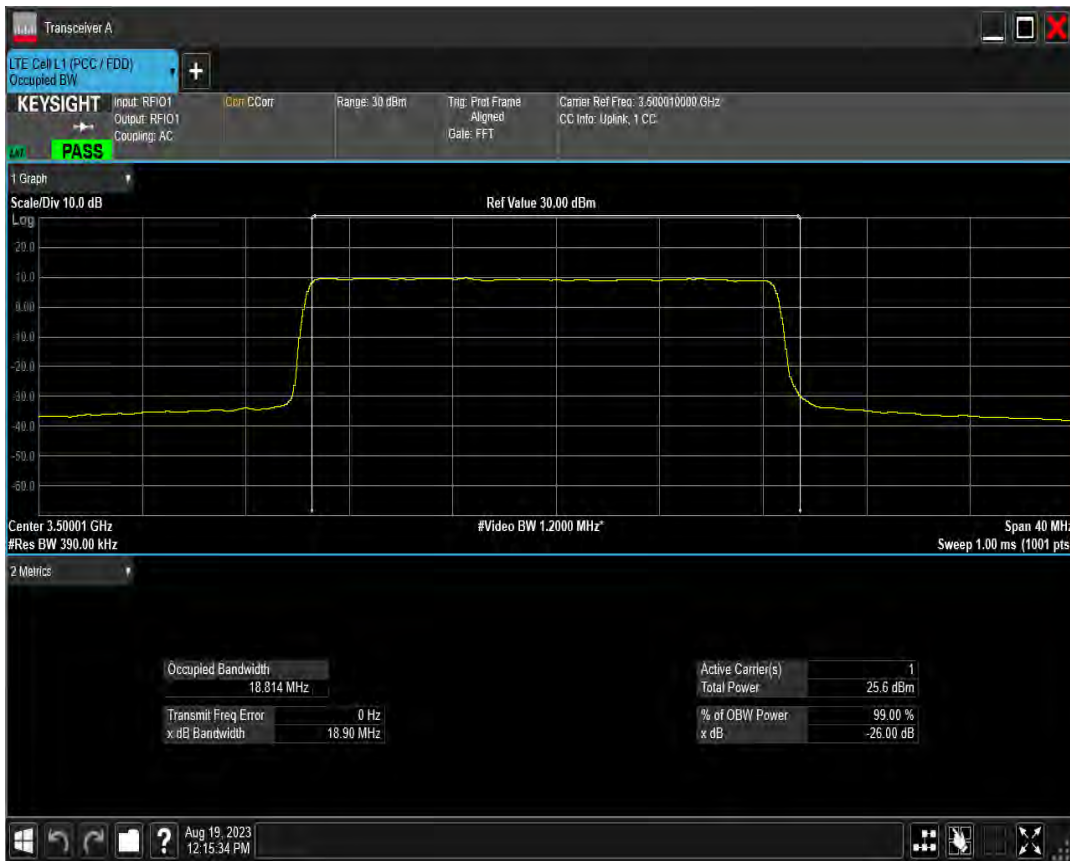 Transceiver A
LTE Cell L1 (PCC / FDD)
Occupied BW
KEYSIGHT
PASS
Input: RFIO1
Output: RFIO1
Coupling: AC
Corr CCorr
Range: 30 dBm
Trig: Prot Frame
Aligned
Gate: FFT
Carrier Ref Freq: 3.500010000 GHz
CC Info: Uplink, 1 CC
1 Graph
Scale/Div 10.0 dB
Ref Value 30.00 dBm
Log
20.0
10.0
0.00
-10.0
-20.0
-30.0
-40.0
-50.0
-60.0
Center 3.50001 GHz
#Video BW 1.2000 MHz*
Span 40 MHz
#Res BW 390.00 kHz
Sweep 1.00 ms (1001 pts
2 Metrics
Occupied Bandwidth
18.814 MHz
Transmit Freq Error 0 Hz
x dB Bandwidth 18.90 MHz
Active Carrier(s) 1
Total Power 25.6 dBm
% of OBW Power 99.00 %
x dB -26.00 dB
Aug 19, 2023
12:15:34 PM